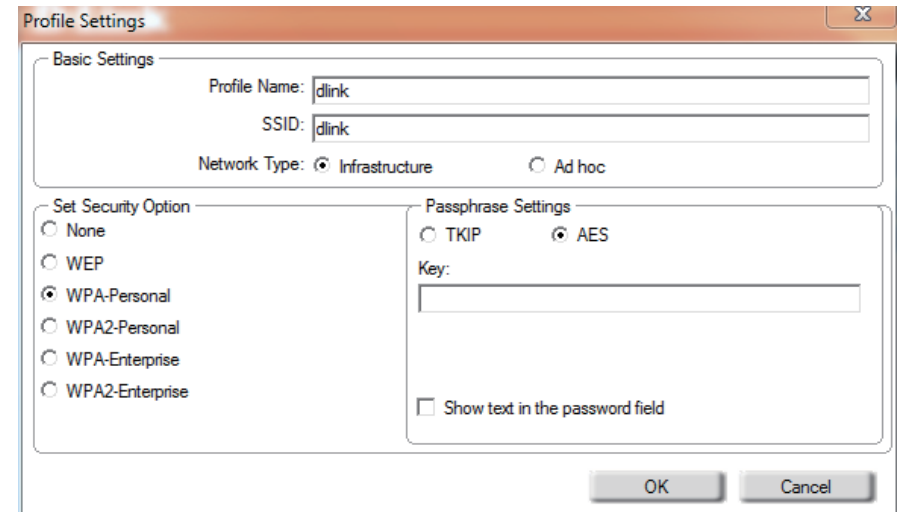 Profile Settings
Basic Settings
Profile Name: dlink
SSID: dlink
Network Type: Infrastructure Ad hoc
Set Security Option
None
WEP
WPA-Personal
WPA2-Personal
WPA-Enterprise
WPA2-Enterprise
Passphrase Settings
TKIP AES
Key:
Show text in the password field
OK Cancel